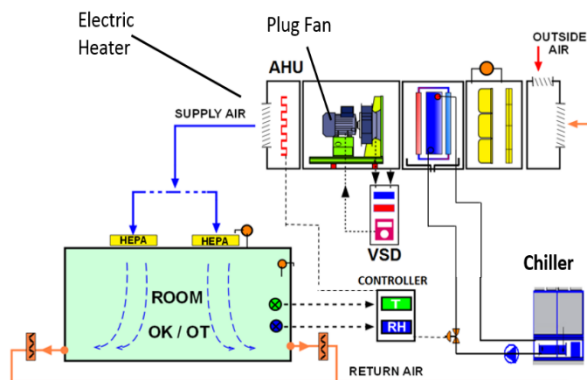 Electric
Heater
Plug Fan
OUTSIDE
AIR
AHU
SUPPLY AIR
HEPA
HEPA
VSD
ROOM
OK / OT
CONTROLLER
T
RH
Chiller
RETURN AIR